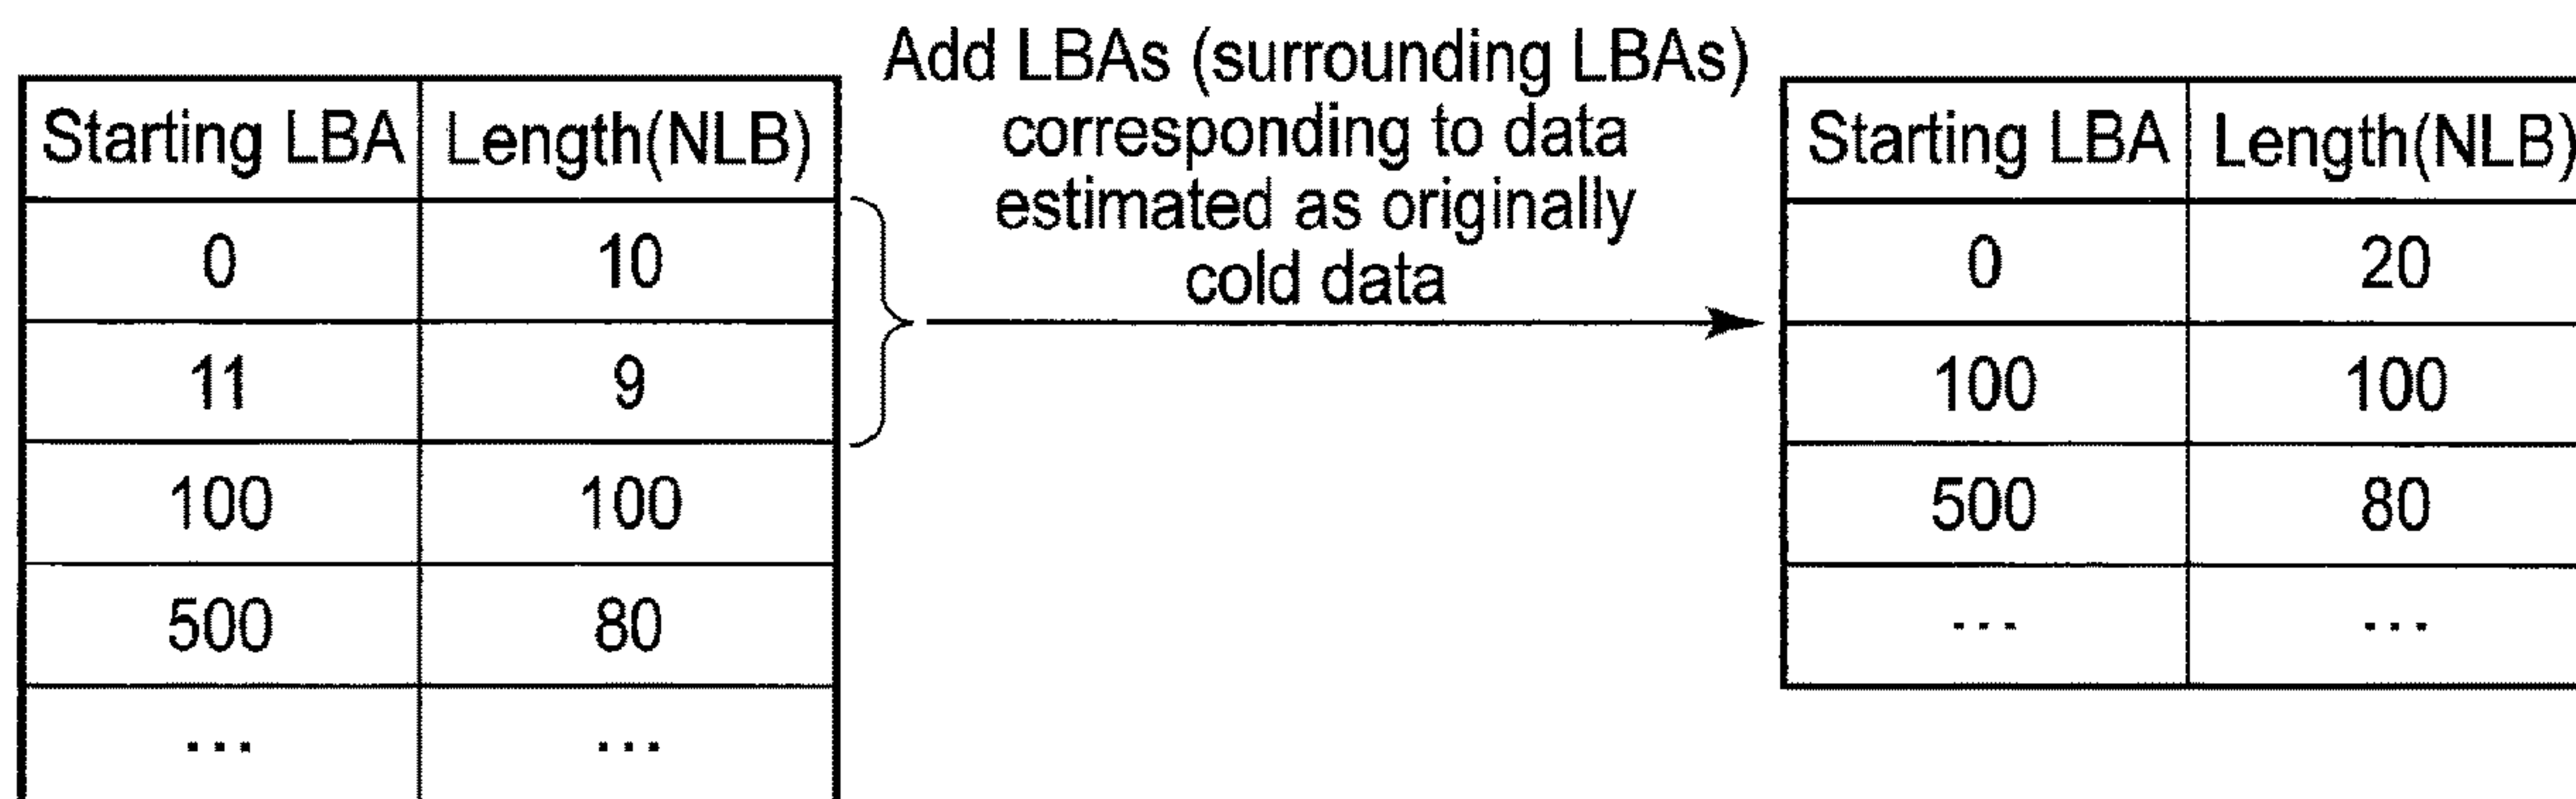 Starting LBA Length(NLB)
0 10
11 9
100 100
500 80
... ...
Add LBAs (surrounding LBAs)
corresponding to data
estimated as originally
cold data
Starting LBA Length(NLB)
0 20
100 100
500 80
... ...